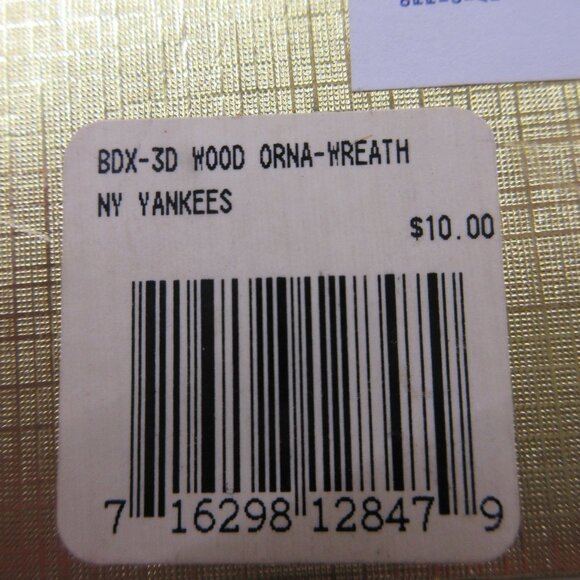 BDX-3D WOOD ORNA-WREATH
NY YANKEES
$10.00
7 16298 12847 9